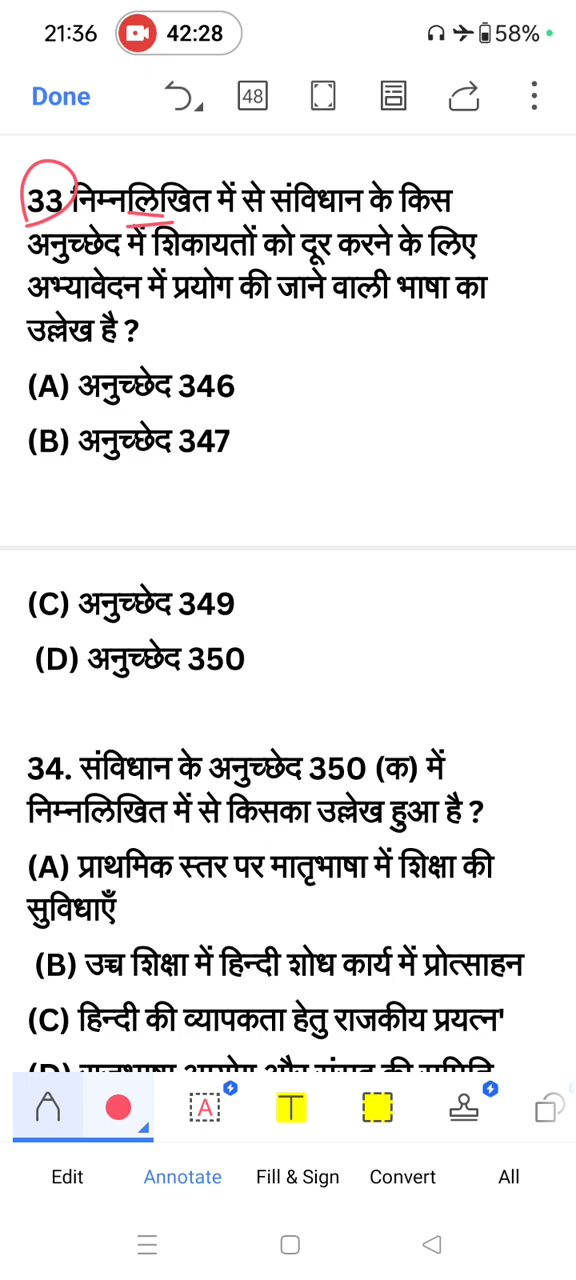 21:36 42:28 58%
Done 48
33 निम्नलिखित में से संविधान के किस
अनुच्छेद में शिकायतों को दूर करने के लिए
अभ्यावेदन में प्रयोग की जाने वाली भाषा का
उल्लेख है ?
(A) अनुच्छेद 346
(B) अनुच्छेद 347
(C) अनुच्छेद 349
(D) अनुच्छेद 350
34. संविधान के अनुच्छेद 350 (क) में
निम्नलिखित में से किसका उल्लेख हुआ है ?
(A) प्राथमिक स्तर पर मातृभाषा में शिक्षा की
सुविधाएँ
(B) उच्च शिक्षा में हिन्दी शोध कार्य में प्रोत्साहन
(C) हिन्दी की व्यापकता हेतु राजकीय प्रयत्न'
A T
Edit Annotate Fill & Sign Convert All